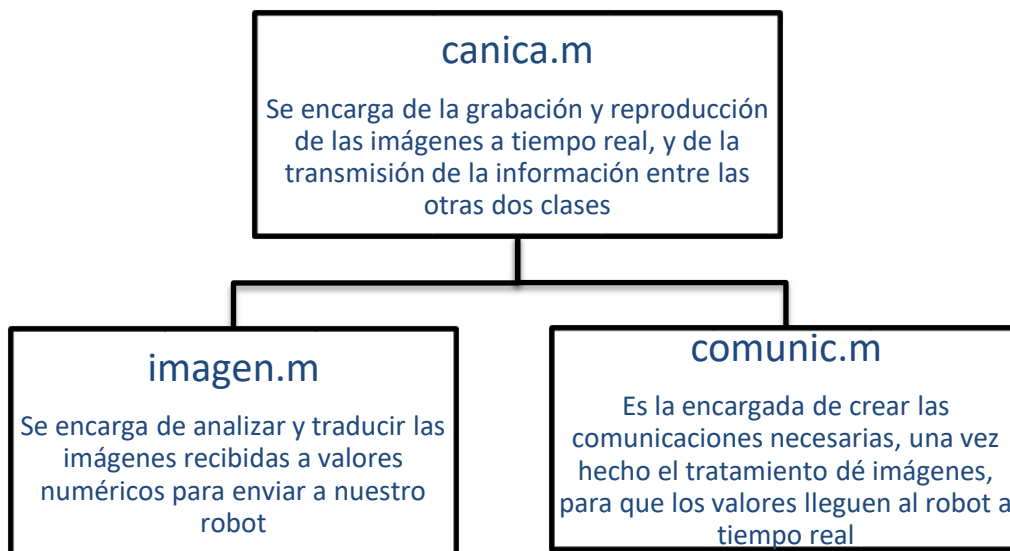 canica.m
Se encarga de la grabación y reproducción
de las imágenes a tiempo real, y de la
transmisión de la información entre las
otras dos clases
imagen.m
Se encarga de analizar y traducir las
imágenes recibidas a valores
numéricos para enviar a nuestro
robot
comunic.m
Es la encargada de crear las
comunicaciones necesarias, una vez
hecho el tratamiento dé imágenes,
para que los valores lleguen al robot a
tiempo real